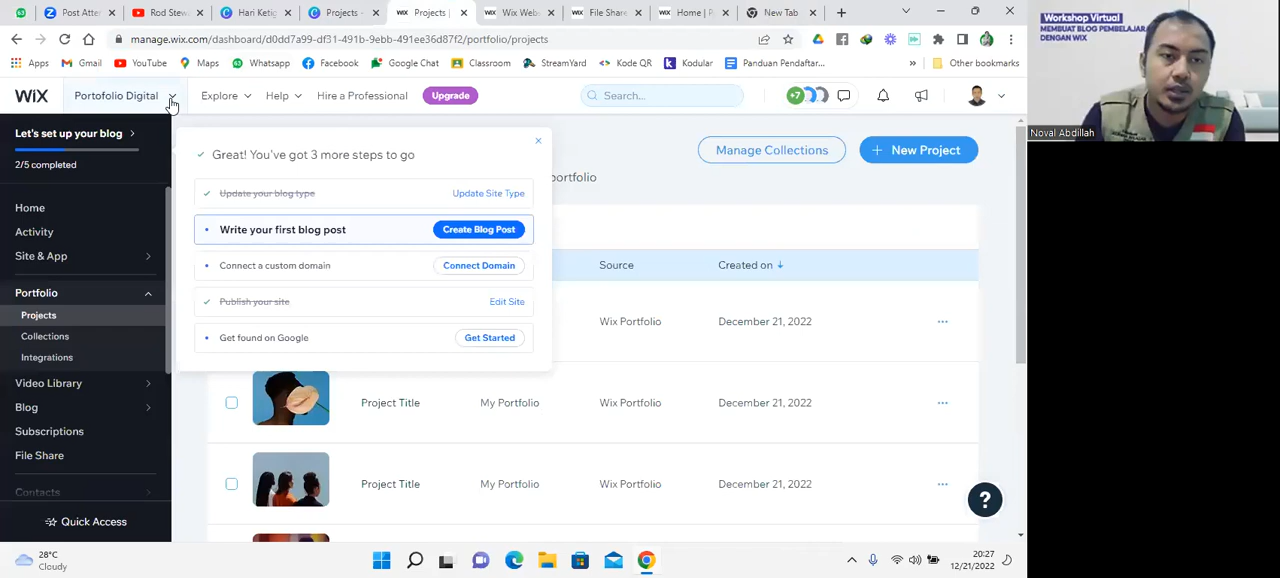 Post Atter
Rod Stew
Hari Ketig
Projects -
Projects |
Wix Web
File Share
Home | P
New Tab
manage.wix.com/dashboard/d0dd7a99-df31-4
87f2/portfolio/projects
Apps
Gmail
YouTube
Maps
Whatsapp
Facebook
Google Chat
Classroom
StreamYard
Kode QR
Kodular
Panduan Pendaftar...
»
Other bookmarks
WiX
Portofolio Digital
Explore
Help
Hire a Professional
Upgrade
Search...
+7
Let's set up your blog
2/5 completed
Home
Activity
Site & App
Portfolio
Projects
Collections
Integrations
Video Library
Blog
Subscriptions
File Share
Contacts
Quick Access
Great! You've got 3 more steps to go
Update your blog type
Update Site Type
Write your first blog post
Create Blog Post
Connect a custom domain
Connect Domain
Publish your site
Edit Site
Get found on Google
Get Started
Manage Collections
+ New Project
portfolio
Source
Created on
Wix Portfolio
December 21, 2022
Project Title
My Portfolio
Wix Portfolio
December 21, 2022
Project Title
My Portfolio
Wix Portfolio
December 21, 2022
?
28°C
Cloudy
20:27
12/21/2022
Workshop Virtual
MEMBUAT BLOG PEMBELAJARA
DENGAN WIX
Noval Abdillah